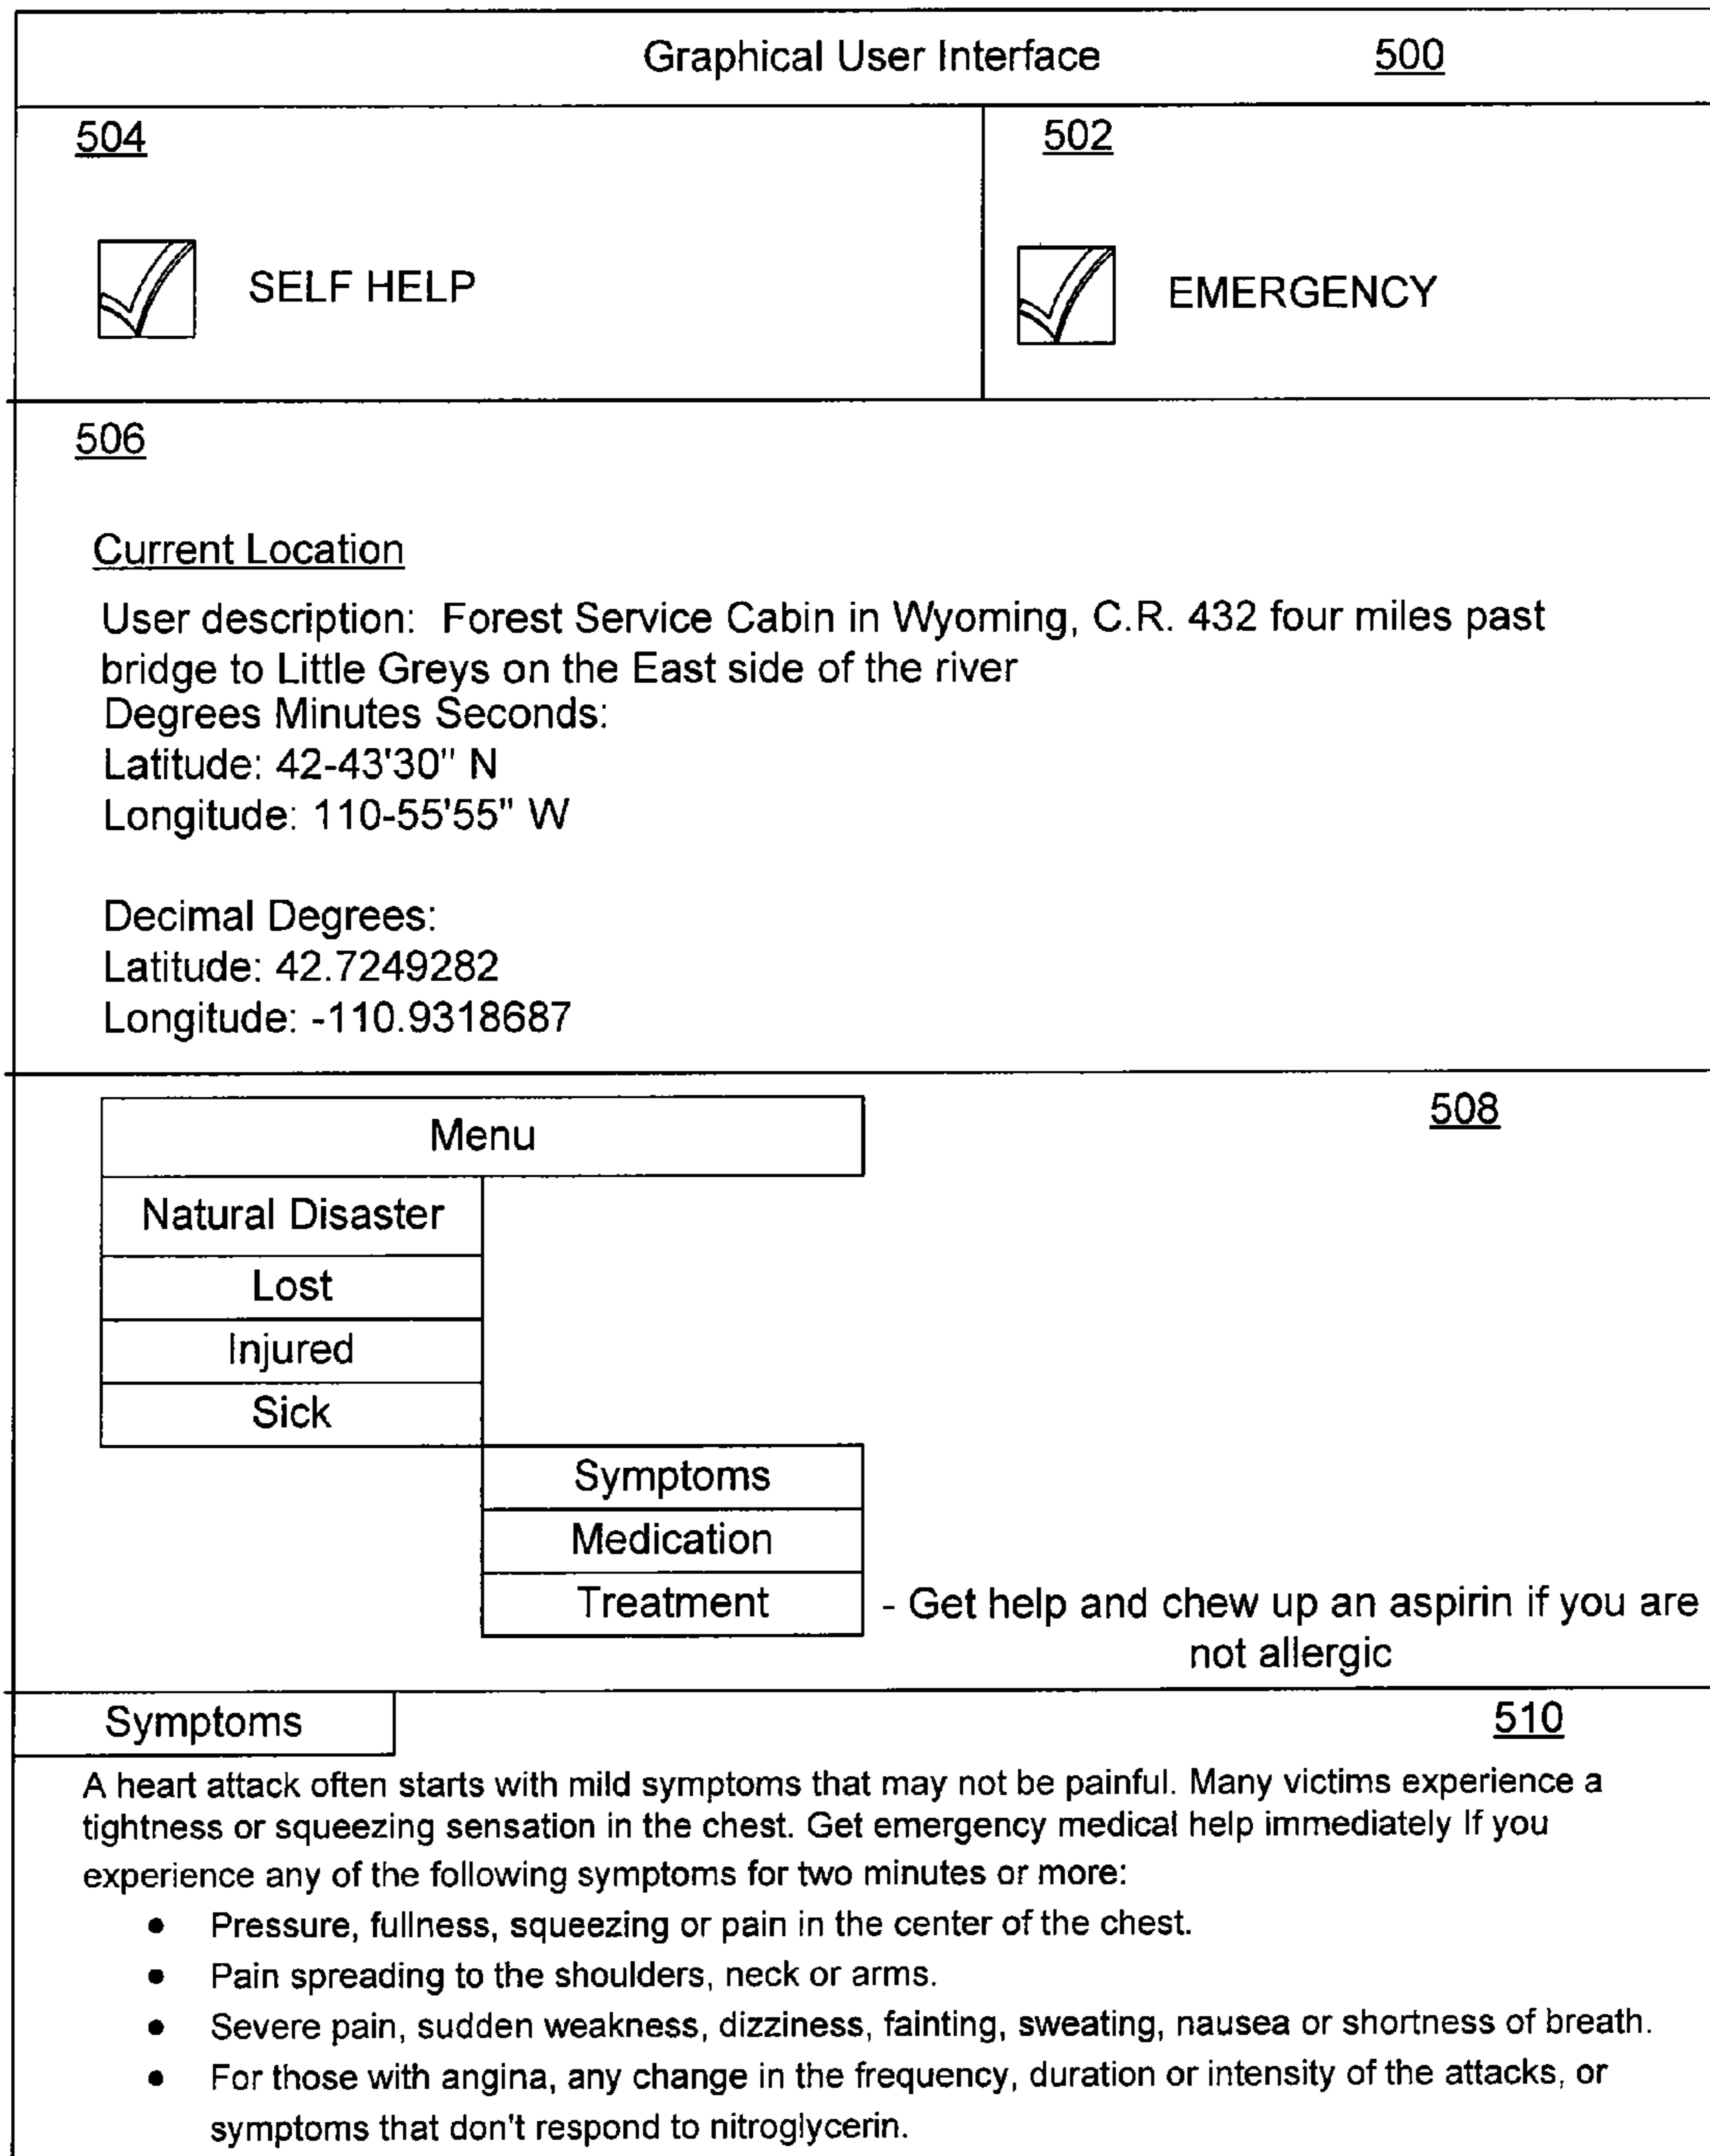 Graphical User Interface 500
504
502
SELF HELP
EMERGENCY
506
Current Location
User description: Forest Service Cabin in Wyoming, C.R. 432 four miles past
bridge to Little Greys on the East side of the river
Degrees Minutes Seconds:
Latitude: 42-43'30" N
Longitude: 110-55'55" W
Decimal Degrees:
Latitude: 42.7249282
Longitude: -110.9318687
508
Menu
Natural Disaster
Lost
Injured
Sick
Symptoms
Medication
Treatment - Get help and chew up an aspirin if you are
not allergic
Symptoms 510
A heart attack often starts with mild symptoms that may not be painful. Many victims experience a
tightness or squeezing sensation in the chest. Get emergency medical help immediately If you
experience any of the following symptoms for two minutes or more:
• Pressure, fullness, squeezing or pain in the center of the chest.
• Pain spreading to the shoulders, neck or arms.
• Severe pain, sudden weakness, dizziness, fainting, sweating, nausea or shortness of breath.
• For those with angina, any change in the frequency, duration or intensity of the attacks, or
symptoms that don't respond to nitroglycerin.